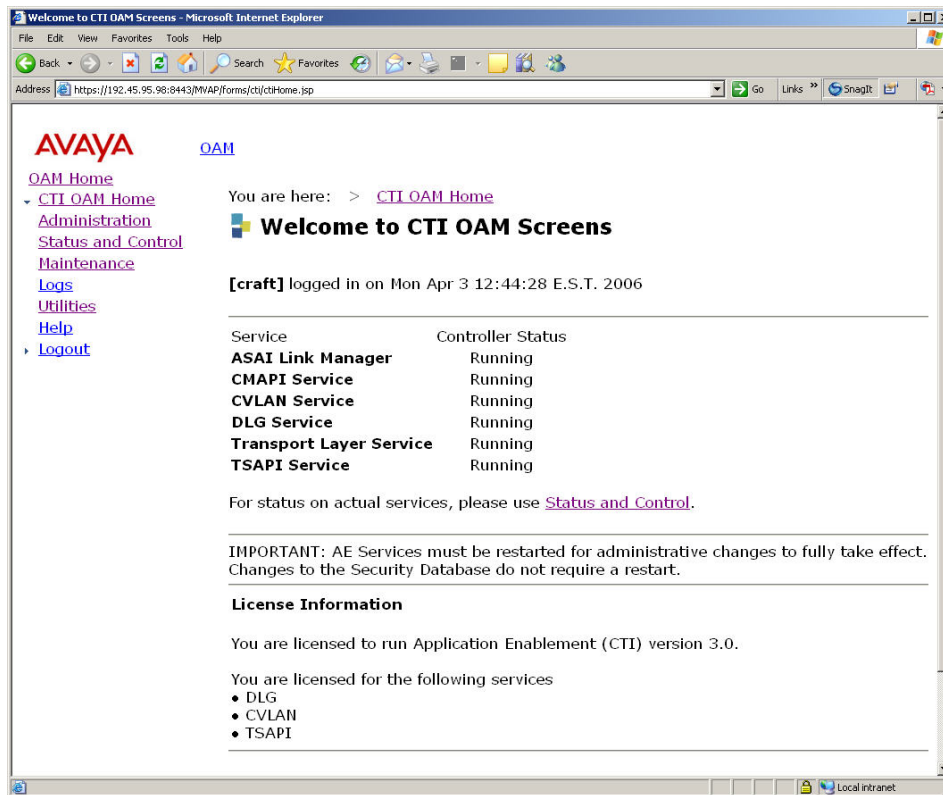 Welcome to CTI OAM Screens - Microsoft Internet Explorer
File Edit View Favorites Tools Help
Back Search Favorites
Address https://192.45.95.98:8443/MVAP/forms/cti/ctiHome.jsp Go Links » SnagIt
AVAYA OAM
OAM Home
CTI OAM Home
Administration
Status and Control
Maintenance
Logs
Utilities
Help
Logout
You are here: > CTI OAM Home
Welcome to CTI OAM Screens
[craft] logged in on Mon Apr 3 12:44:28 E.S.T. 2006
Service Controller Status
ASAI Link Manager Running
CMAPI Service Running
CVLAN Service Running
DLG Service Running
Transport Layer Service Running
TSAPI Service Running
For status on actual services, please use Status and Control.
IMPORTANT: AE Services must be restarted for administrative changes to fully take effect.
Changes to the Security Database do not require a restart.
License Information
You are licensed to run Application Enablement (CTI) version 3.0.
You are licensed for the following services
• DLG
• CVLAN
• TSAPI
Local intranet